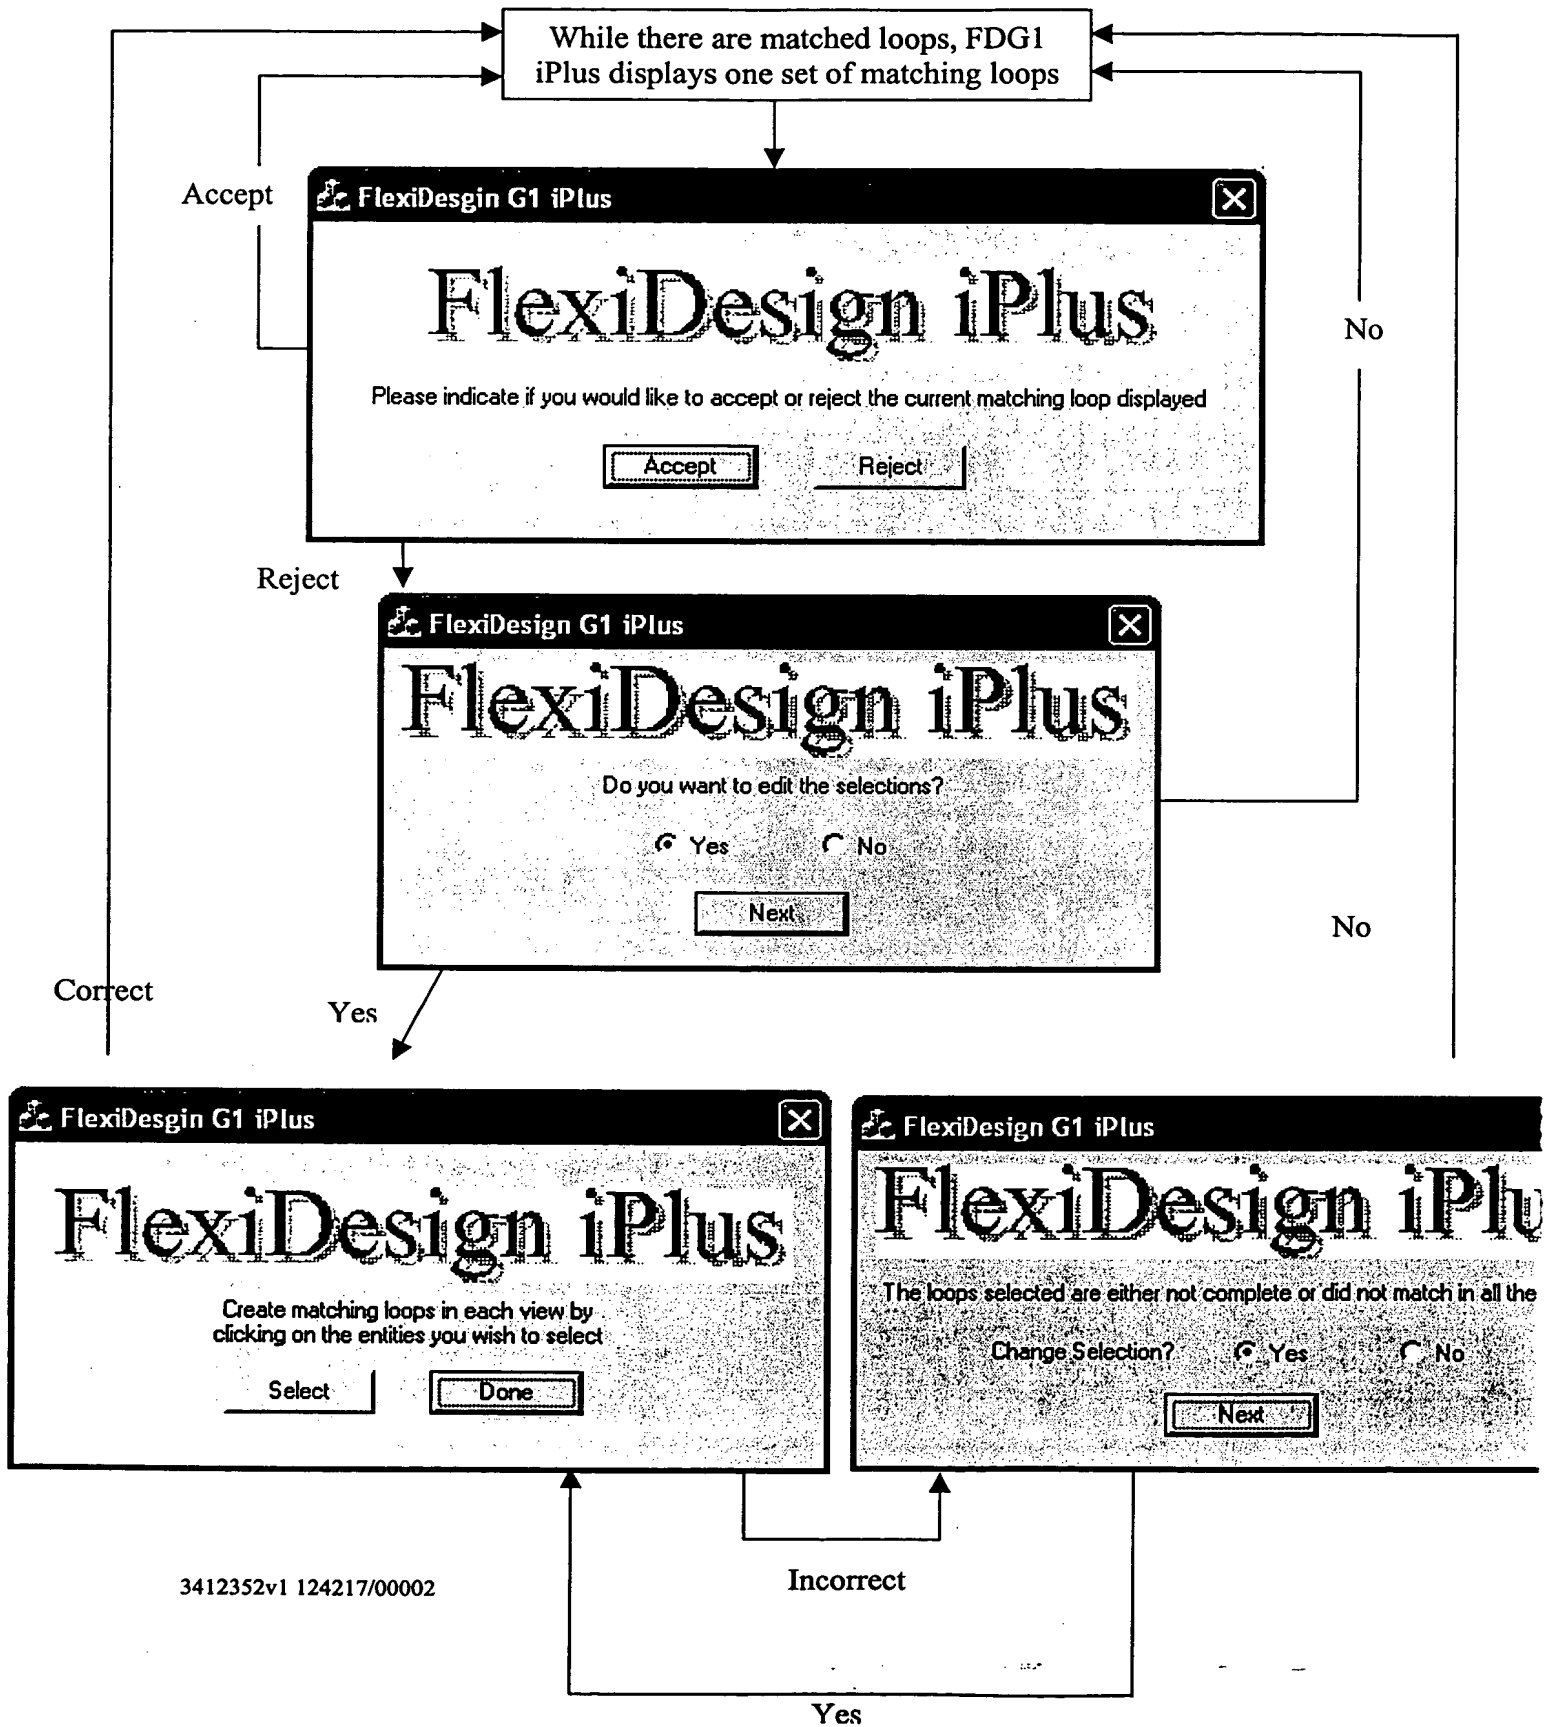 While there are matched loops, FDG1
iPlus displays one set of matching loops
Accept
FlexiDesgin G1 iPlus
FlexiDesign iPlus
No
Please indicate if you would like to accept or reject the current matching loop displayed
Accept Reject
Reject
FlexiDesign G1 iPlus
FlexiDesign iPlus
Do you want to edit the selections?
Yes No
Next
No
Correct
Yes
FlexiDesgin G1 iPlus
FlexiDesign iPlus
Create matching loops in each view by
clicking on the entities you wish to select
Select Done
FlexiDesign G1 iPlus
FlexiDesign iPlu
The loops selected are either not complete or did not match in all the
Change Selection? Yes No
Next
Incorrect
3412352v1 124217/00002
Yes